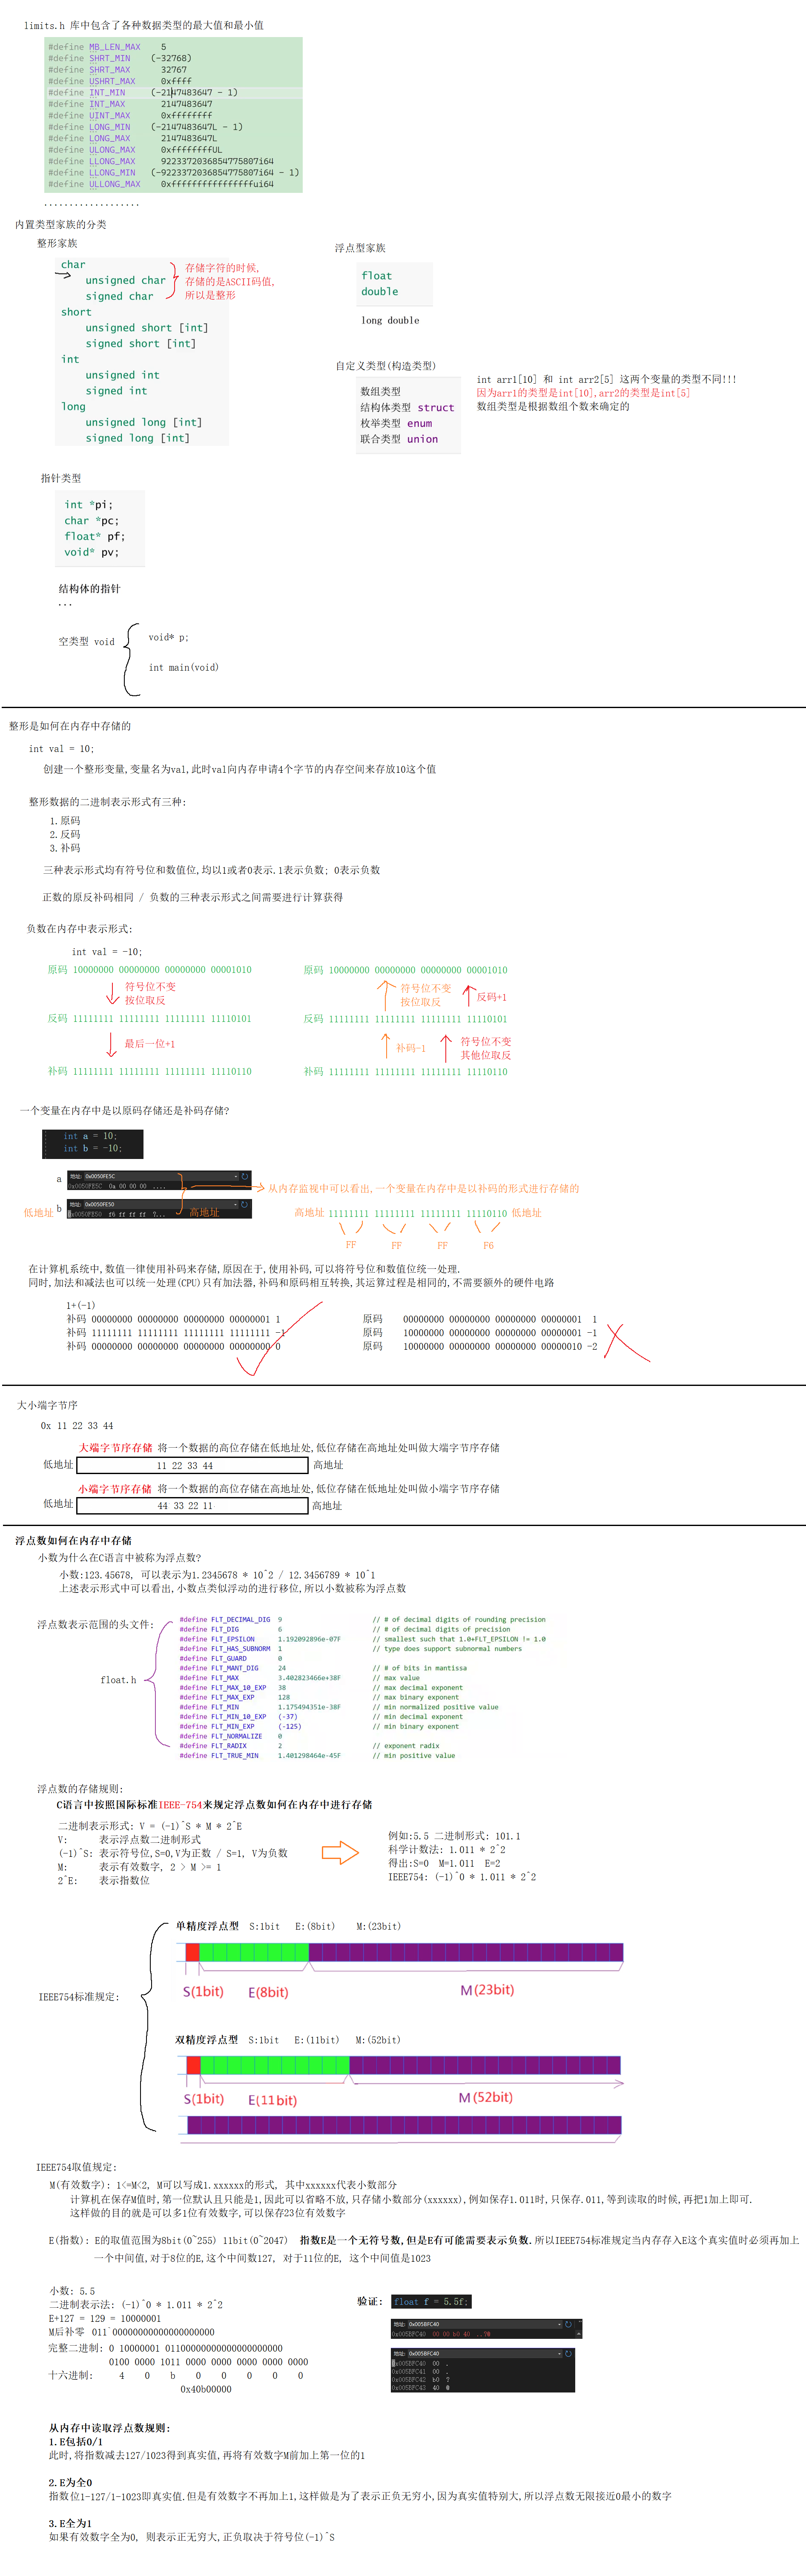 limits.h 库中包含了各种数据类型的最大值和最小值
#define MB_LEN_MAX 5
#define SHRT_MIN (-32768)
#define SHRT_MAX 32767
#define USHRT_MAX 0xffff
#define INT_MIN (-2147483647 - 1)
#define INT_MAX 2147483647
#define UINT_MAX 0xffffffff
#define LONG_MIN (-2147483647L - 1)
#define LONG_MAX 2147483647L
#define ULONG_MAX 0xffffffffUL
#define LLONG_MAX 9223372036854775807i64
#define LLONG_MIN (-9223372036854775807i64 - 1)
#define ULLONG_MAX 0xffffffffffffffffui64
...................
内置类型家族的分类
整形家族
char
unsigned char
signed char
short
unsigned short [int]
signed short [int]
int
unsigned int
signed int
long
unsigned long [int]
signed long [int]
存储字符的时候,
存储的是ASCII码值,
所以是整形
浮点型家族
float
double
long double
自定义类型(构造类型)
数组类型
结构体类型 struct
枚举类型 enum
联合类型 union
int arr1[10] 和 int arr2[5] 这两个变量的类型不同!!!
因为arr1的类型是int[10],arr2的类型是int[5]
数组类型是根据数组个数来确定的
指针类型
int *pi;
char *pc;
float* pf;
void* pv;
结构体的指针
...
空类型 void
void* p;
int main(void)
整形是如何在内存中存储的
int val = 10;
创建一个整形变量,变量名为val,此时val向内存申请4个字节的内存空间来存放10这个值
整形数据的二进制表示形式有三种:
1.原码
2.反码
3.补码
三种表示形式均有符号位和数值位,均以1或者0表示.1表示负数; 0表示负数
正数的原反补码相同 / 负数的三种表示形式之间需要进行计算获得
负数在内存中表示形式:
int val = -10;
原码 10000000 00000000 00000000 00001010
符号位不变
按位取反
反码 11111111 11111111 11111111 11110101
最后一位+1
补码 11111111 11111111 11111111 11110110
原码 10000000 00000000 00000000 00001010
符号位不变
按位取反
反码+1
反码 11111111 11111111 11111111 11110101
补码-1
符号位不变
其他位取反
补码 11111111 11111111 11111111 11110110
一个变量在内存中是以原码存储还是补码存储?
int a = 10;
int b = -10;
a
地址: 0x0050FE5C
0x0050FE5C 0a 00 00 00 ....
低地址 b
地址: 0x0050FE50
0x0050FE50 f6 ff ff ff
高地址
从内存监视中可以看出,一个变量在内存中是以补码的形式进行存储的
高地址 11111111 11111111 11111111 11110110 低地址
FF FF FF F6
在计算机系统中,数值一律使用补码来存储,原因在于,使用补码,可以将符号位和数值位统一处理.
同时,加法和减法也可以统一处理(CPU)只有加法器,补码和原码相互转换,其运算过程是相同的,不需要额外的硬件电路
1+(-1)
补码 00000000 00000000 00000000 00000001 1
补码 11111111 11111111 11111111 11111111 -1
补码 00000000 00000000 00000000 00000000 0
原码 00000000 00000000 00000000 00000001 1
原码 10000000 00000000 00000000 00000001 -1
原码 10000000 00000000 00000000 00000010 -2
大小端字节序
0x 11 22 33 44
大端字节序存储 将一个数据的高位存储在低地址处,低位存储在高地址处叫做大端字节序存储
低地址 11 22 33 44 高地址
小端字节序存储 将一个数据的高位存储在高地址处,低位存储在低地址处叫做小端字节序存储
低地址 44 33 22 11 高地址
浮点数如何在内存中存储
小数为什么在C语言中被称为浮点数?
小数:123.45678, 可以表示为1.2345678 * 10^2 / 12.3456789 * 10^1
上述表示形式中可以看出,小数点类似浮动的进行移位,所以小数被称为浮点数
浮点数表示范围的头文件:
float.h
#define FLT_DECIMAL_DIG 9 // # of decimal digits of rounding precision
#define FLT_DIG 6 // # of decimal digits of precision
#define FLT_EPSILON 1.192092896e-07F // smallest such that 1.0+FLT_EPSILON != 1.0
#define FLT_HAS_SUBNORM 1 // type does support subnormal numbers
#define FLT_GUARD 0
#define FLT_MANT_DIG 24 // # of bits in mantissa
#define FLT_MAX 3.402823466e+38F // max value
#define FLT_MAX_10_EXP 38 // max decimal exponent
#define FLT_MAX_EXP 128 // max binary exponent
#define FLT_MIN 1.175494351e-38F // min normalized positive value
#define FLT_MIN_10_EXP (-37) // min decimal exponent
#define FLT_MIN_EXP (-125) // min binary exponent
#define FLT_NORMALIZE 0
#define FLT_RADIX 2 // exponent radix
#define FLT_TRUE_MIN 1.401298464e-45F // min positive value
浮点数的存储规则:
C语言中按照国际标准IEEE-754来规定浮点数如何在内存中进行存储
二进制表示形式: V = (-1)^S * M * 2^E
V: 表示浮点数二进制形式
(-1)^S: 表示符号位,S=0,V为正数 / S=1, V为负数
M: 表示有效数字, 2 > M >= 1
2^E: 表示指数位
例如:5.5 二进制形式: 101.1
科学计数法: 1.011 * 2^2
得出:S=0 M=1.011 E=2
IEEE754: (-1)^0 * 1.011 * 2^2
IEEE754标准规定:
单精度浮点型 S:1bit E:(8bit) M:(23bit)
S(1bit) E(8bit) M(23bit)
双精度浮点型 S:1bit E:(11bit) M:(52bit)
S(1bit) E(11bit) M(52bit)
IEEE754取值规定:
M(有效数字): 1<=M<2, M可以写成1.xxxxxx的形式, 其中xxxxxx代表小数部分
计算机在保存M值时,第一位默认且只能是1,因此可以省略不放,只存储小数部分(xxxxxx),例如保存1.011时,只保存.011,等到读取的时候,再把1加上即可.
这样做的目的就是可以多1位有效数字,可以保存23位有效数字
E(指数): E的取值范围为8bit(0~255) 11bit(0~2047) 指数E是一个无符号数,但是E有可能需要表示负数.所以IEEE754标准规定当内存存入E这个真实值时必须再加上
一个中间值,对于8位的E,这个中间数127, 对于11位的E, 这个中间值是1023
小数: 5.5
二进制表示法: (-1)^0 * 1.011 * 2^2
E+127 = 129 = 10000001
M后补零 01100000000000000000000
完整二进制: 0 10000001 01100000000000000000000
0100 0000 1011 0000 0000 0000 0000 0000
十六进制: 4 0 b 0 0 0 0 0
0x40b00000
验证: float f = 5.5f;
地址: 0x005BFC40
0x005BFC40 00 00 b0 40
地址: 0x005BFC40
0x005BFC40 00 .
0x005BFC41 00 .
0x005BFC42 b0 ?
0x005BFC43 40 @
从内存中读取浮点数规则:
1.E包括0/1
此时,将指数减去127/1023得到真实值,再将有效数字M前加上第一位的1
2.E为全0
指数位1-127/1-1023即真实值.但是有效数字不再加上1,这样做是为了表示正负无穷小,因为真实值特别大,所以浮点数无限接近0最小的数字
3.E全为1
如果有效数字全为0, 则表示正无穷大,正负取决于符号位(-1)^S